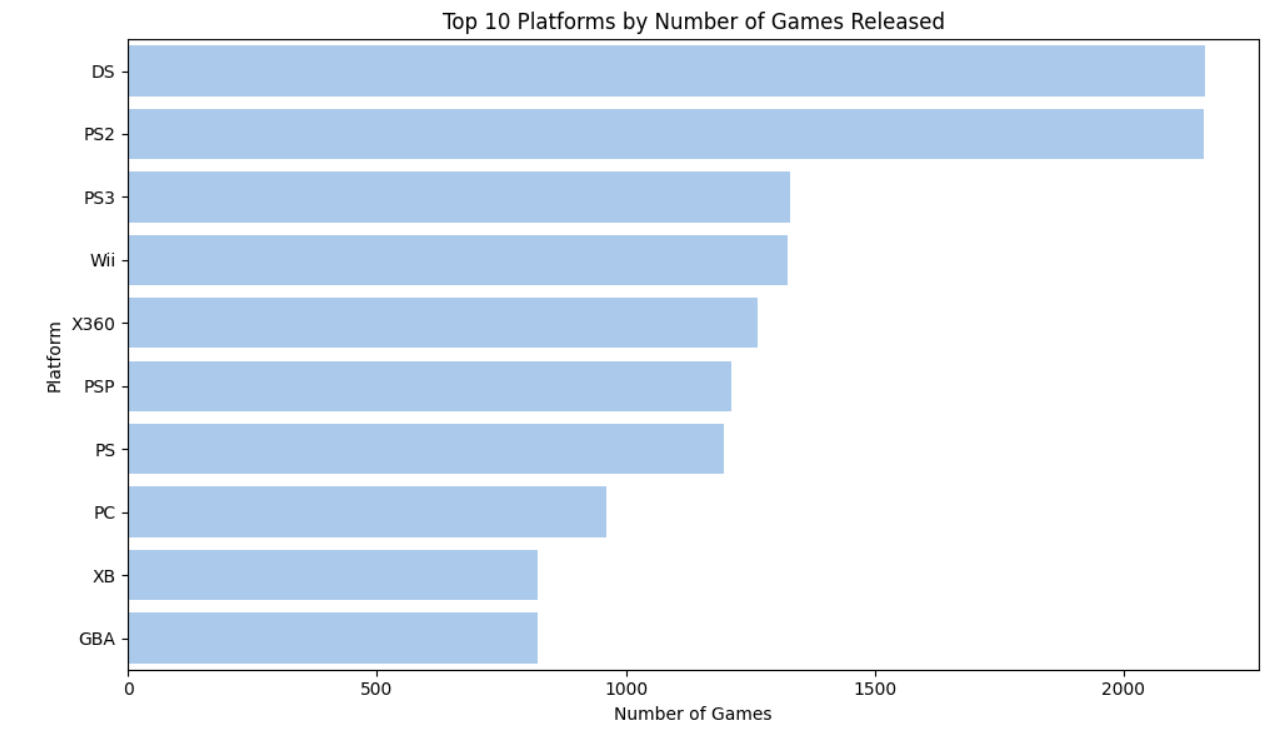 Top 10 Platforms by Number of Games Released
DS
PS2
PS3
Wii
X360
PSP
PS
PC
XB
GBA
Platform
0 500 1000 1500 2000
Number of Games